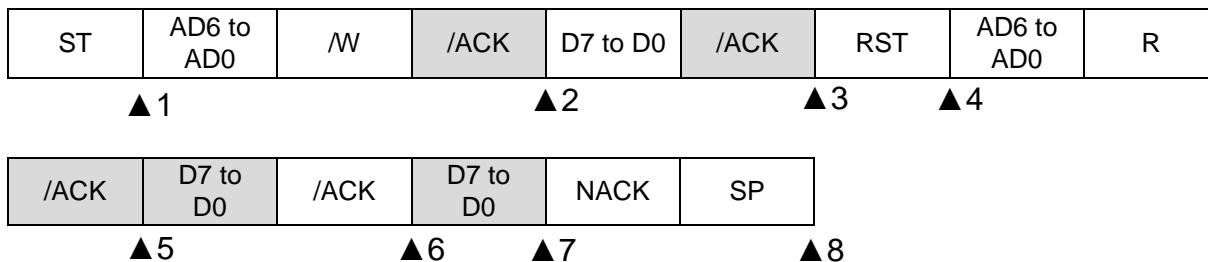 ST AD6 to AD0 /W /ACK D7 to D0 /ACK RST AD6 to AD0 R
▲1 ▲2 ▲3 ▲4
/ACK D7 to D0 /ACK D7 to D0 NACK SP
▲5 ▲6 ▲7 ▲8